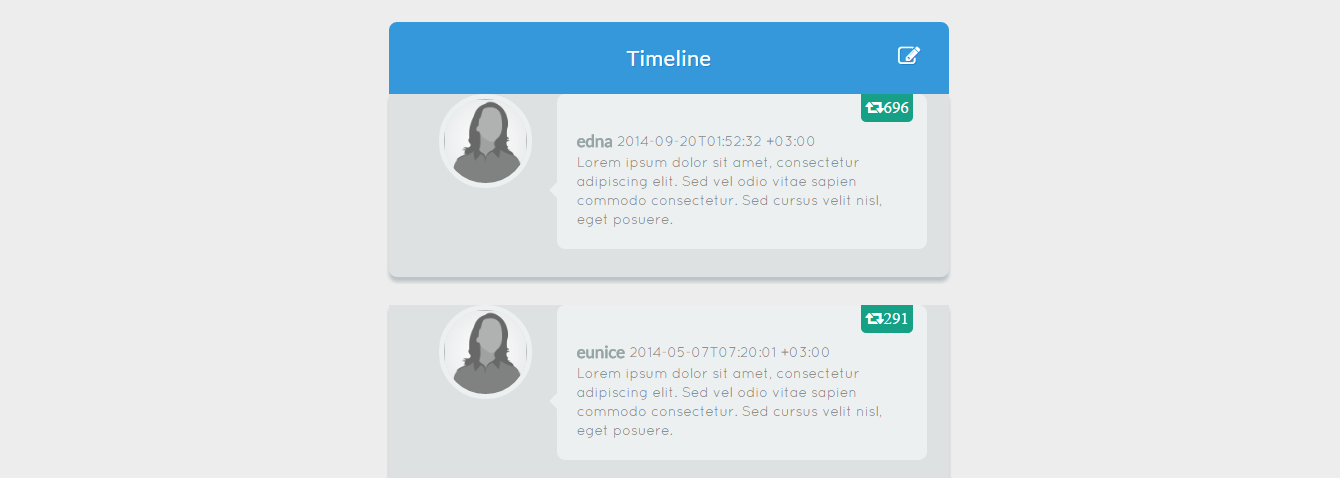 Timeline
696
edna 2014-09-20T01:52:32 +03:00
Lorem ipsum dolor sit amet, consectetur
adipiscing elit. Sed vel odio vitae sapien
commodo consectetur. Sed cursus velit nisl,
eget posuere.
291
eunice 2014-05-07T07:20:01 +03:00
Lorem ipsum dolor sit amet, consectetur
adipiscing elit. Sed vel odio vitae sapien
commodo consectetur. Sed cursus velit nisl,
eget posuere.